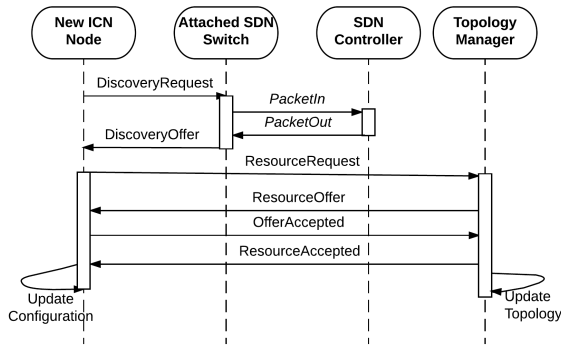 New ICN
Node
Attached SDN
Switch
SDN
Controller
Topology
Manager
DiscoveryRequest
PacketIn
PacketOut
DiscoveryOffer
ResourceRequest
ResourceOffer
OfferAccepted
ResourceAccepted
Update
Configuration
Update
Topology